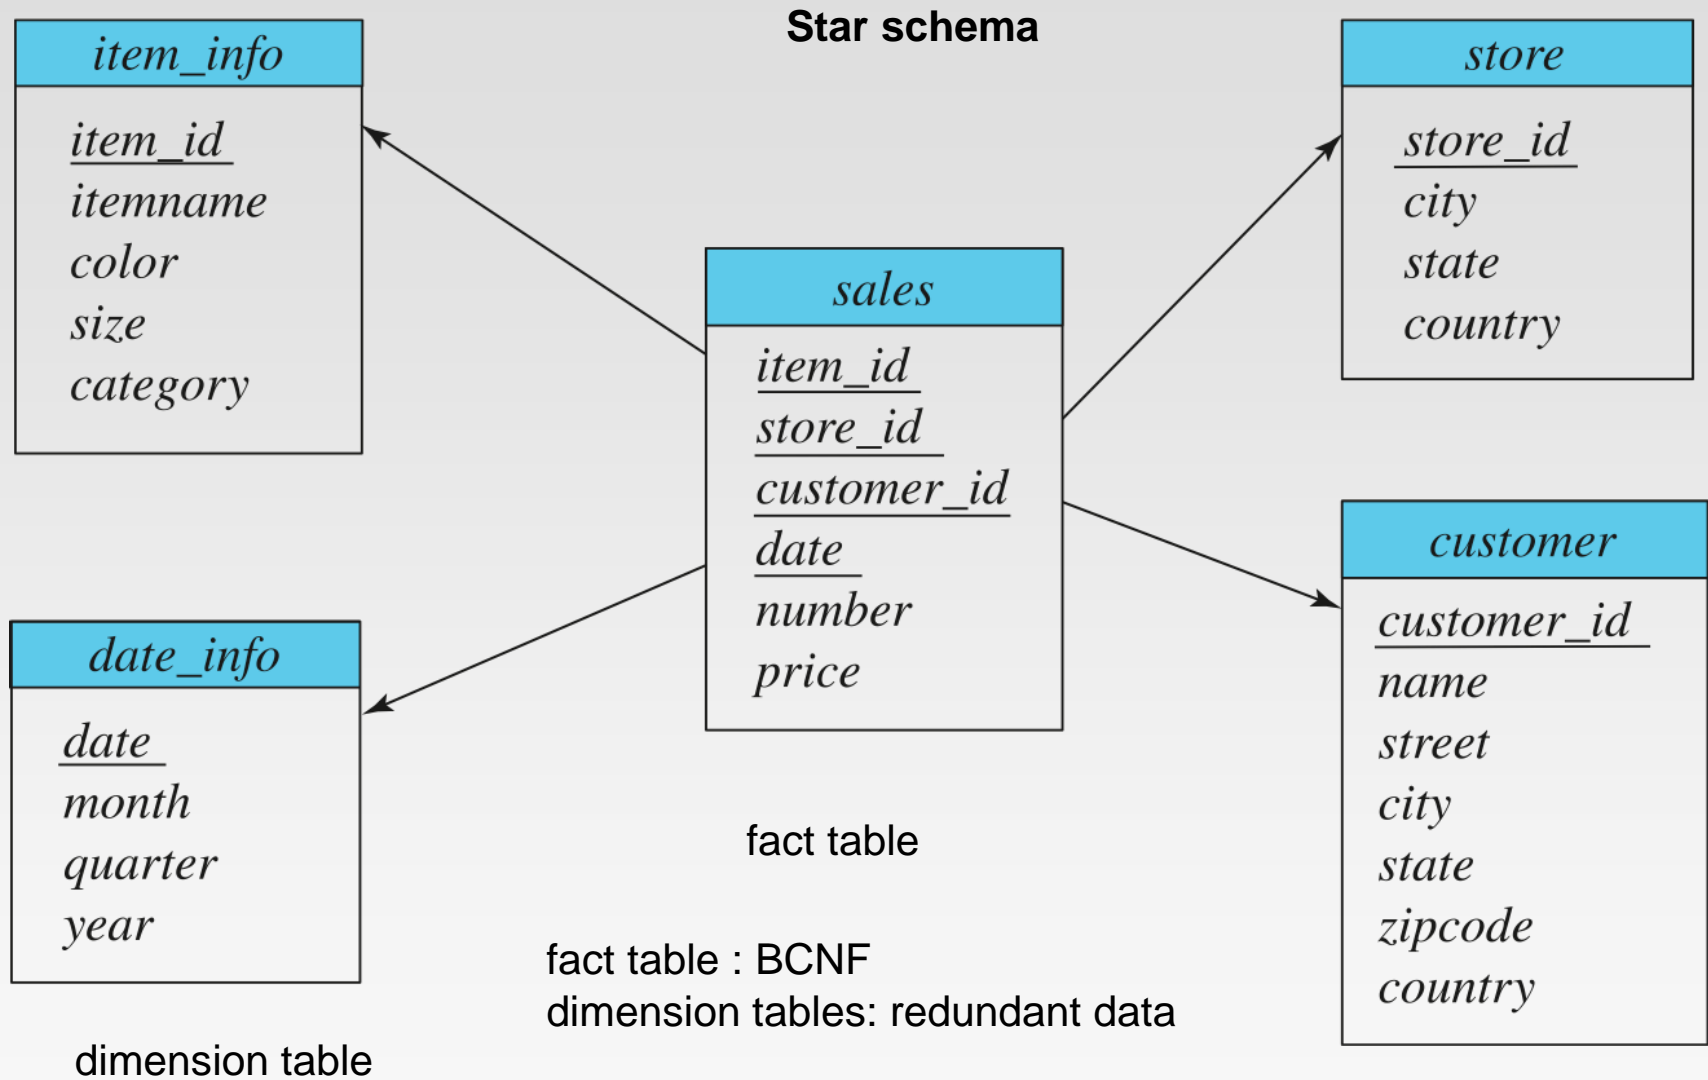 Star schema
item_info
item_id
itemname
color
size
category
store
store_id
city
state
country
sales
item_id
store_id
customer_id
date
number
price
date_info
date
month
quarter
year
customer
customer_id
name
street
city
state
zipcode
country
fact table
fact table : BCNF
dimension tables: redundant data
dimension table